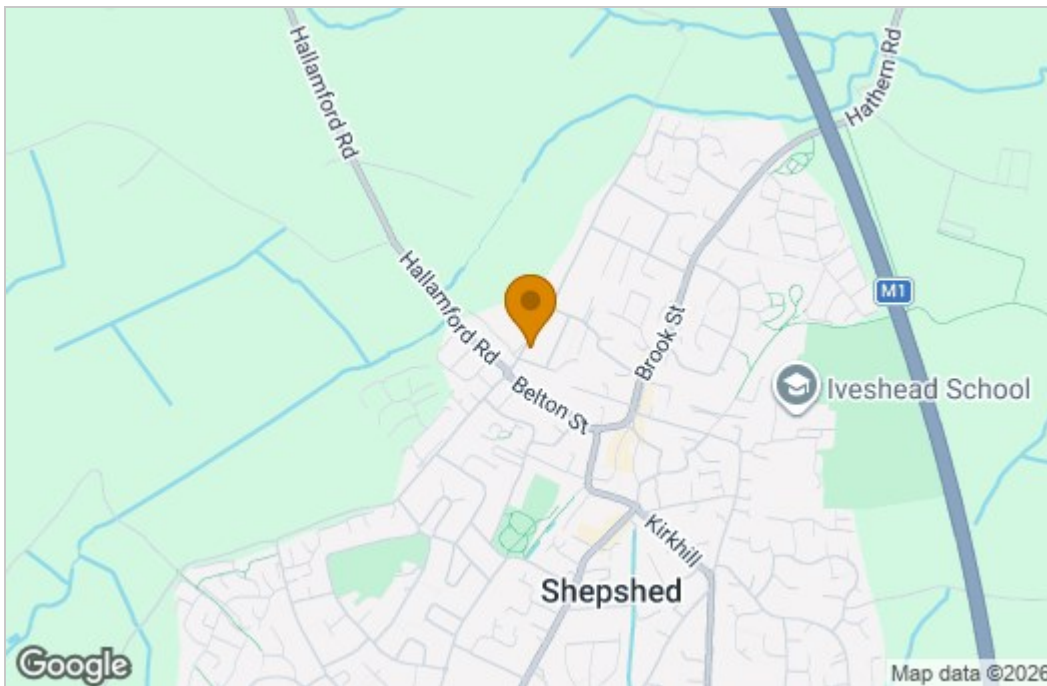 Hallamford Rd
Hathern Rd
Hallamford Rd
M1
Brook St
Iveshead School
Belton St
Kirkhill
Shepshed
Google
Map data ©2026